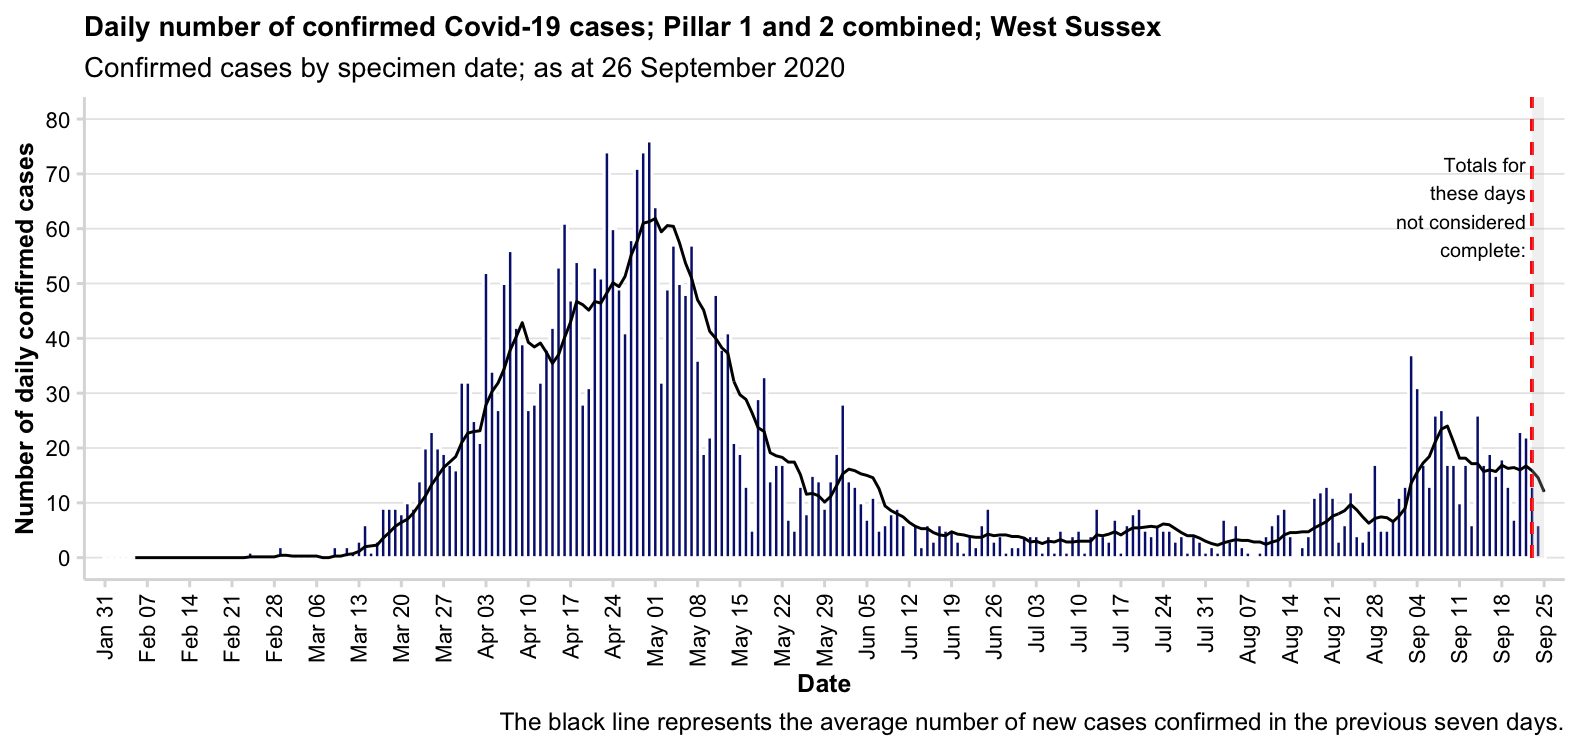 Daily number of confirmed Covid-19 cases; Pillar 1 and 2 combined; West Sussex
Confirmed cases by specimen date; as at 26 September 2020
Number of daily confirmed cases
80
70
60
50
40
30
20
10
0
Totals for
these days
not considered
complete:
Jan 31
Feb 07
Feb 14
Feb 21
Feb 28
Mar 06
Mar 13
Mar 20
Mar 27
Apr 03
Apr 10
Apr 17
Apr 24
May 01
May 08
May 15
May 22
May 29
Jun 05
Jun 12
Jun 19
Jun 26
Jul 03
Jul 10
Jul 17
Jul 24
Jul 31
Aug 07
Aug 14
Aug 21
Aug 28
Sep 04
Sep 11
Sep 18
Sep 25
Date
The black line represents the average number of new cases confirmed in the previous seven days.